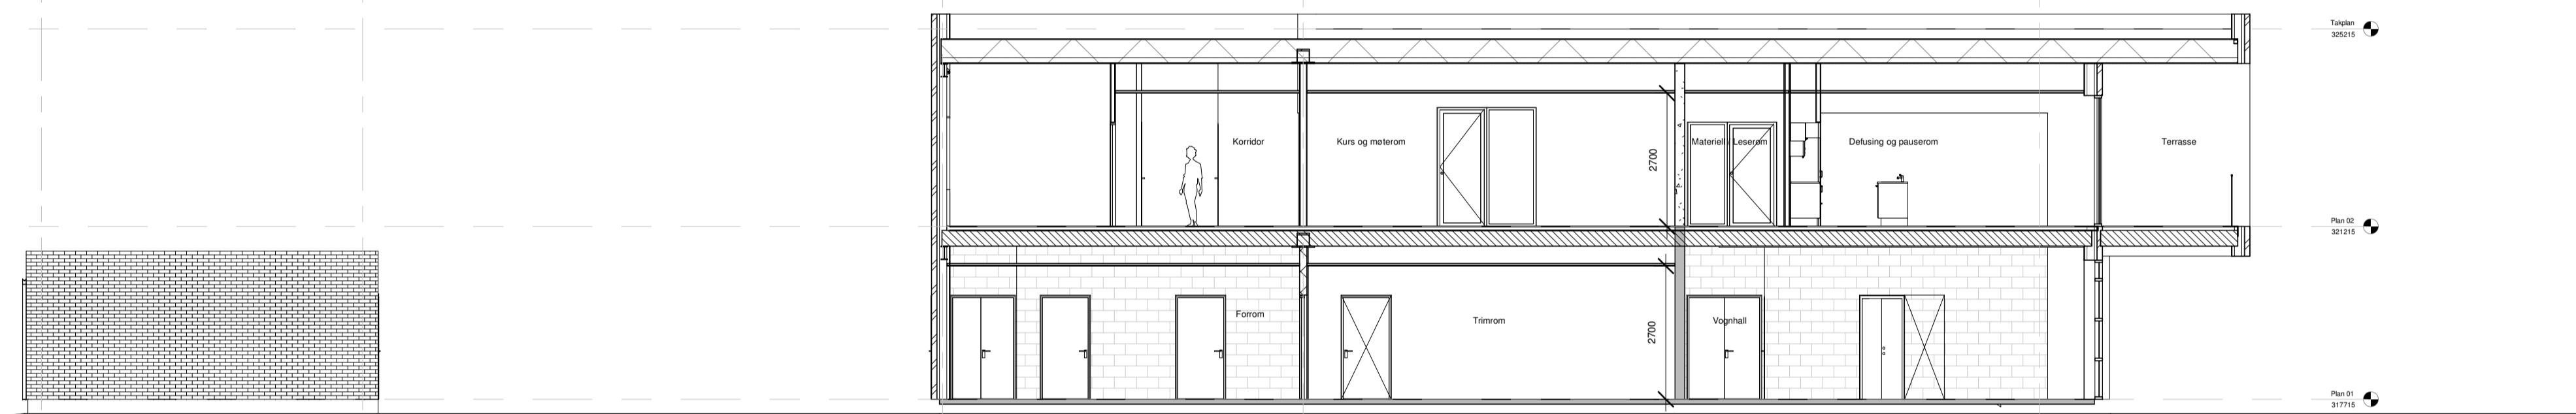 Takplan
325215
Korridor
Kurs og møterom
2700
Materiell / Leserom
Defusing og pauserom
Terrasse
Plan 02
321215
Forrom
Trimrom
2700
Vognhall
Plan 01
317715